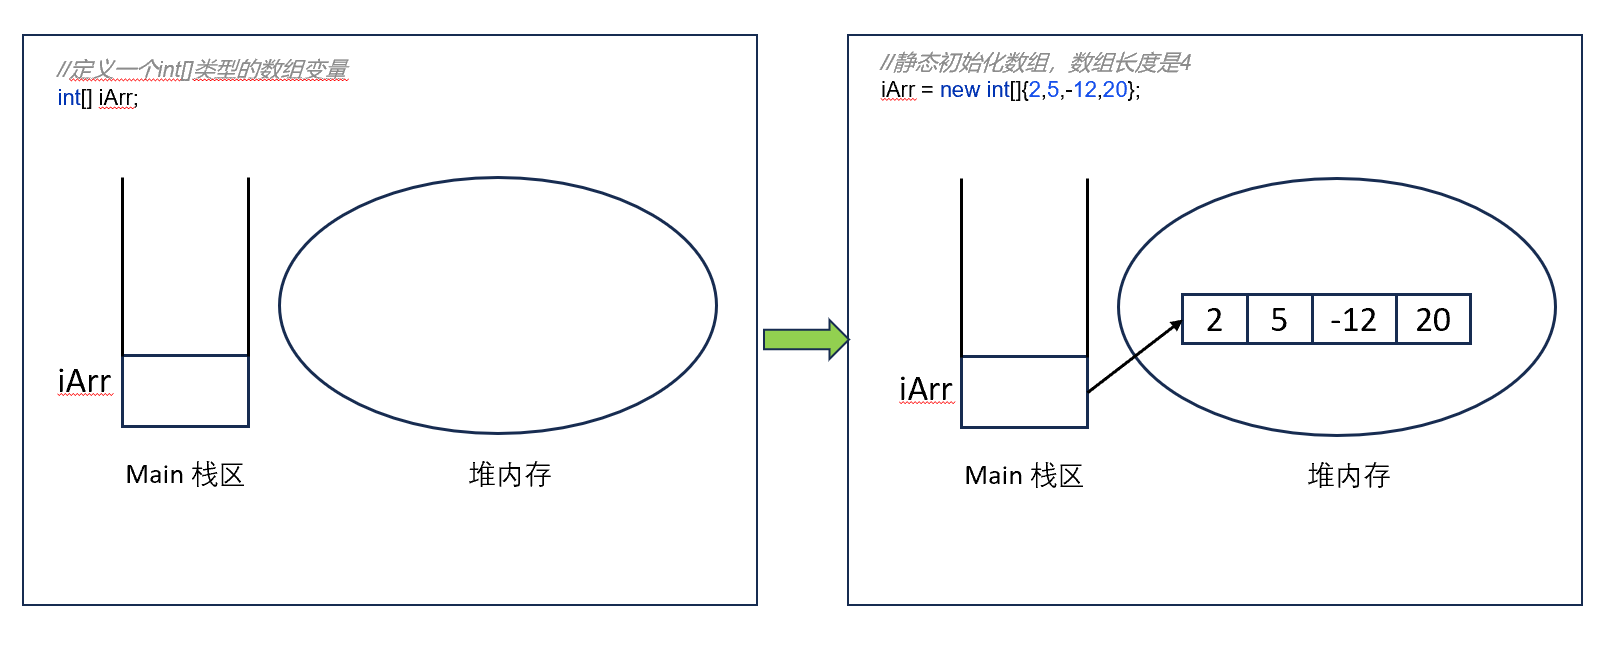 //定义一个int[]类型的数组变量
int[] iArr;
iArr
Main 栈区
堆内存
//静态初始化数组，数组长度是4
iArr = new int[]{2,5,-12,20};
2 5 -12 20
iArr
Main 栈区
堆内存